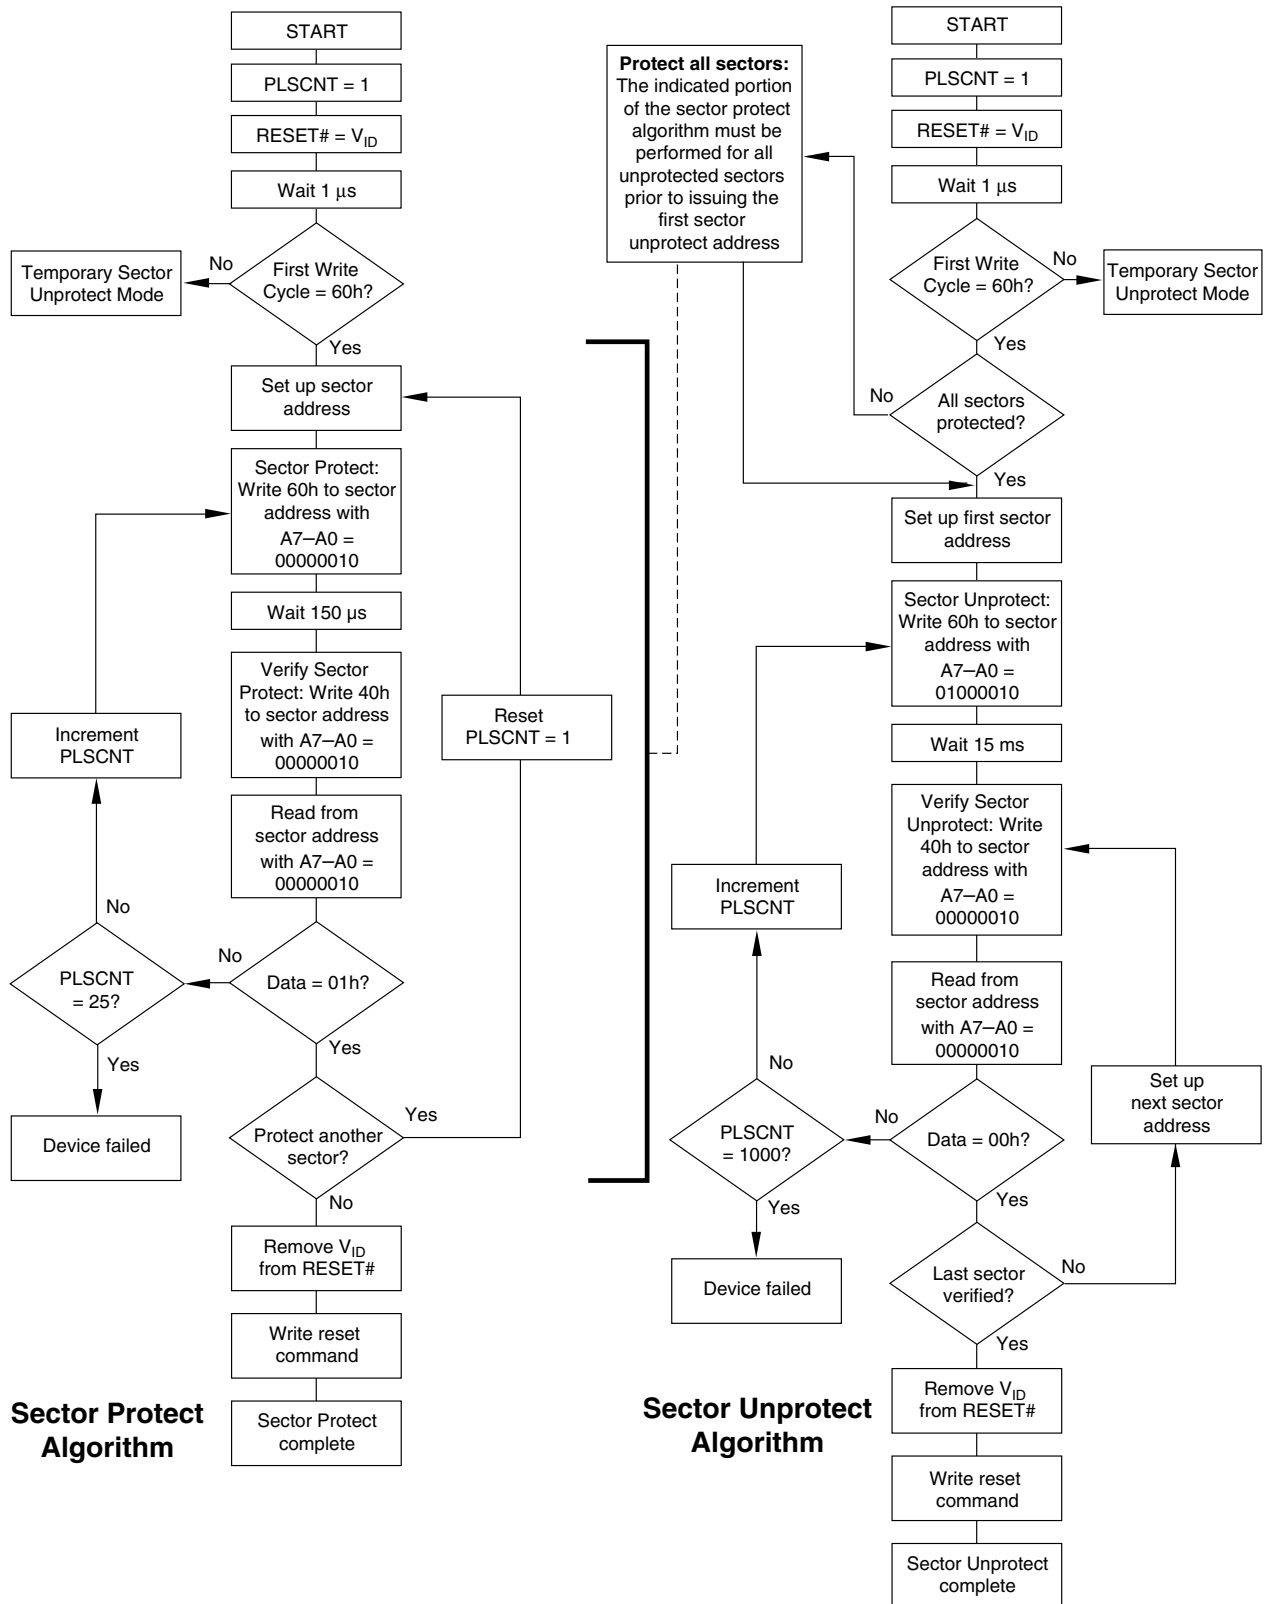 START
PLSCNT = 1
RESET# = VID
Wait 1 μs
First Write
Cycle = 60h?
No
Temporary Sector
Unprotect Mode
Yes
Set up sector
address
Sector Protect:
Write 60h to sector
address with
A7–A0 =
00000010
Wait 150 μs
Verify Sector
Protect: Write 40h
to sector address
with A7–A0 =
00000010
Increment
PLSCNT
Reset
PLSCNT = 1
Read from
sector address
with A7–A0 =
00000010
No
PLSCNT
= 25?
No
Data = 01h?
Yes
Yes
Device failed
Protect another
sector?
Yes
No
Remove VID
from RESET#
Write reset
command
Sector Protect
complete
Sector Protect
Algorithm
Protect all sectors:
The indicated portion
of the sector protect
algorithm must be
performed for all
unprotected sectors
prior to issuing the
first sector
unprotect address
START
PLSCNT = 1
RESET# = VID
Wait 1 μs
First Write
Cycle = 60h?
No
Temporary Sector
Unprotect Mode
Yes
No
All sectors
protected?
Yes
Set up first sector
address
Sector Unprotect:
Write 60h to sector
address with
A7–A0 =
01000010
Wait 15 ms
Verify Sector
Unprotect: Write
40h to sector
address with
A7–A0 =
00000010
Increment
PLSCNT
Read from
sector address
with A7–A0 =
00000010
No
Set up
next sector
address
PLSCNT
= 1000?
No
Data = 00h?
Yes
Yes
Device failed
Last sector
verified?
No
Yes
Remove VID
from RESET#
Write reset
command
Sector Unprotect
complete
Sector Unprotect
Algorithm